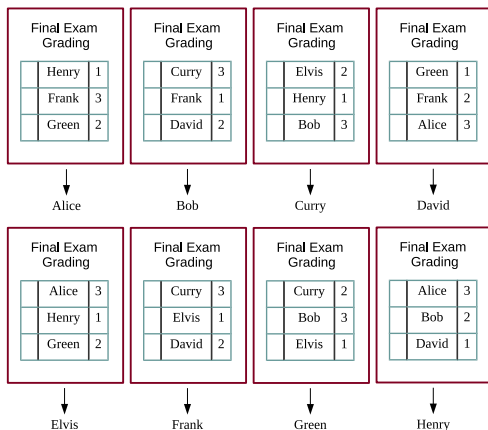 Final Exam
Grading
Henry 1
Frank 3
Green 2
Alice
Final Exam
Grading
Curry 3
Frank 1
David 2
Bob
Final Exam
Grading
Elvis 2
Henry 1
Bob 3
Curry
Final Exam
Grading
Green 1
Frank 2
Alice 3
David
Final Exam
Grading
Alice 3
Henry 1
Green 2
Elvis
Final Exam
Grading
Curry 3
Elvis 1
David 2
Frank
Final Exam
Grading
Curry 2
Bob 3
Elvis 1
Green
Final Exam
Grading
Alice 3
Bob 2
David 1
Henry